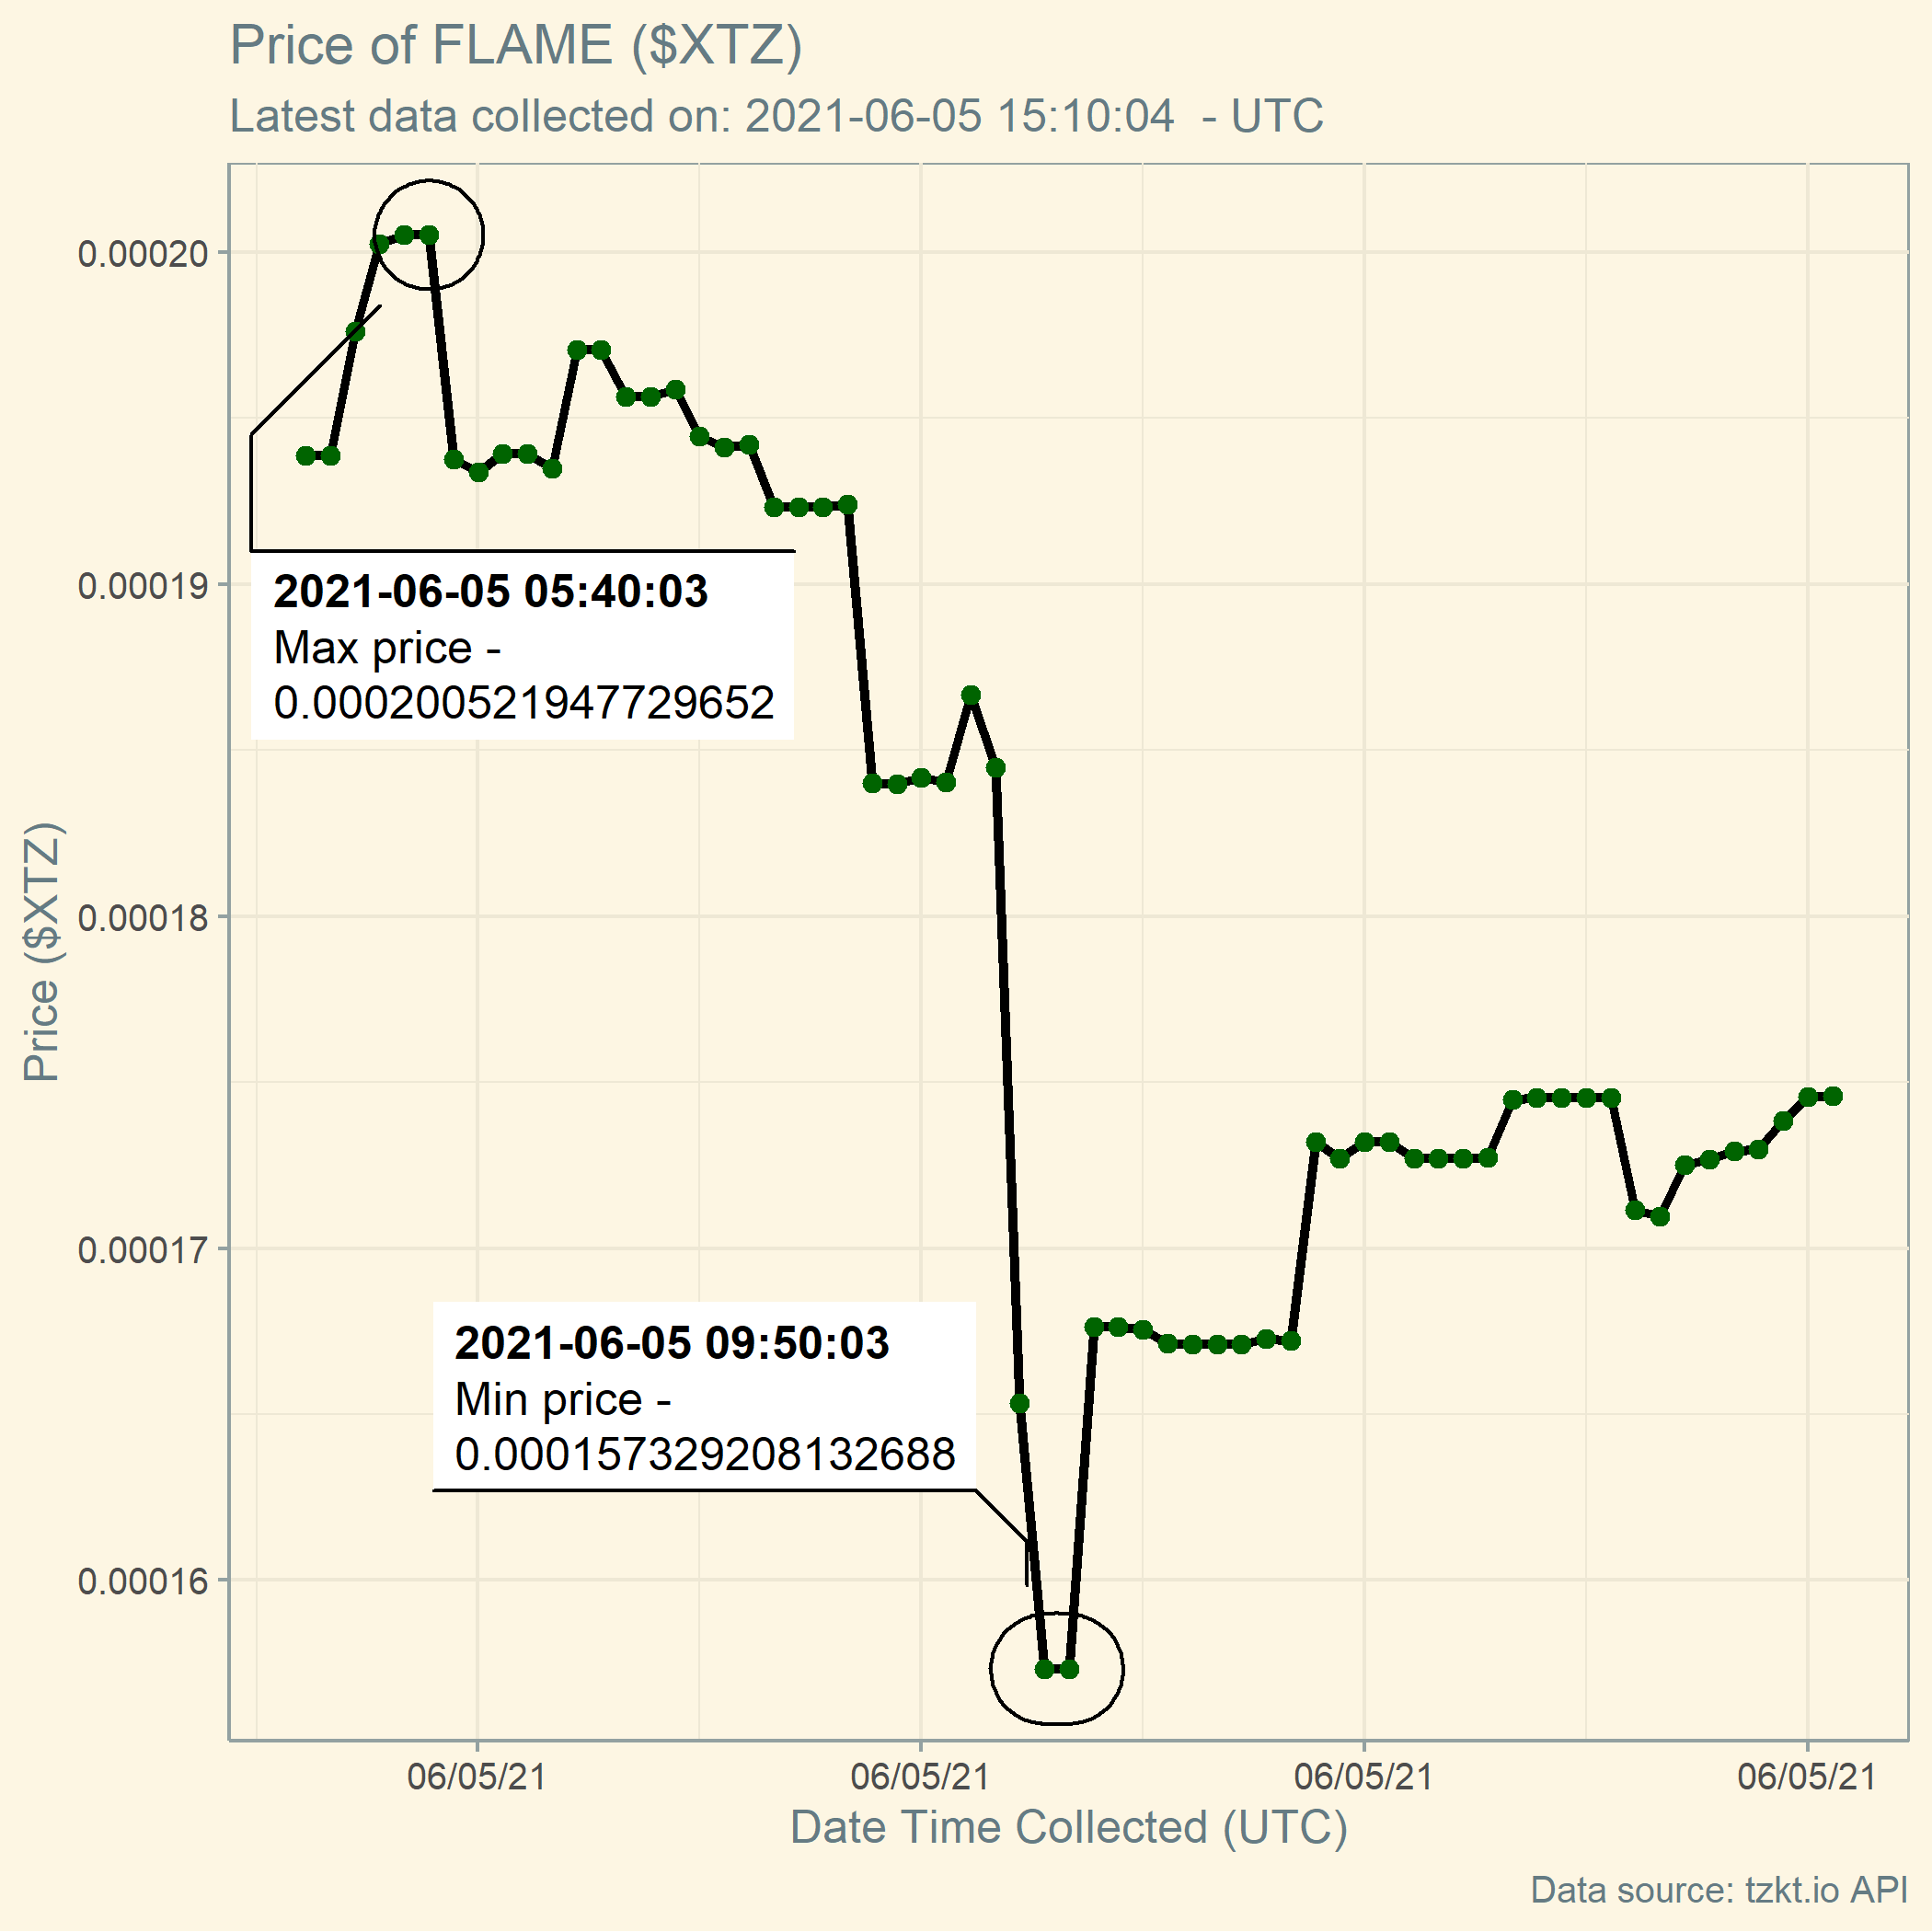 Price of FLAME ($XTZ)
Latest data collected on: 2021-06-05 15:10:04 - UTC
0.00020
0.00019
0.00018
0.00017
0.00016
Price ($XTZ)
2021-06-05 05:40:03
Max price -
0.000200521947729652
2021-06-05 09:50:03
Min price -
0.000157329208132688
06/05/21
06/05/21
06/05/21
06/05/21
Date Time Collected (UTC)
Data source: tzkt.io API